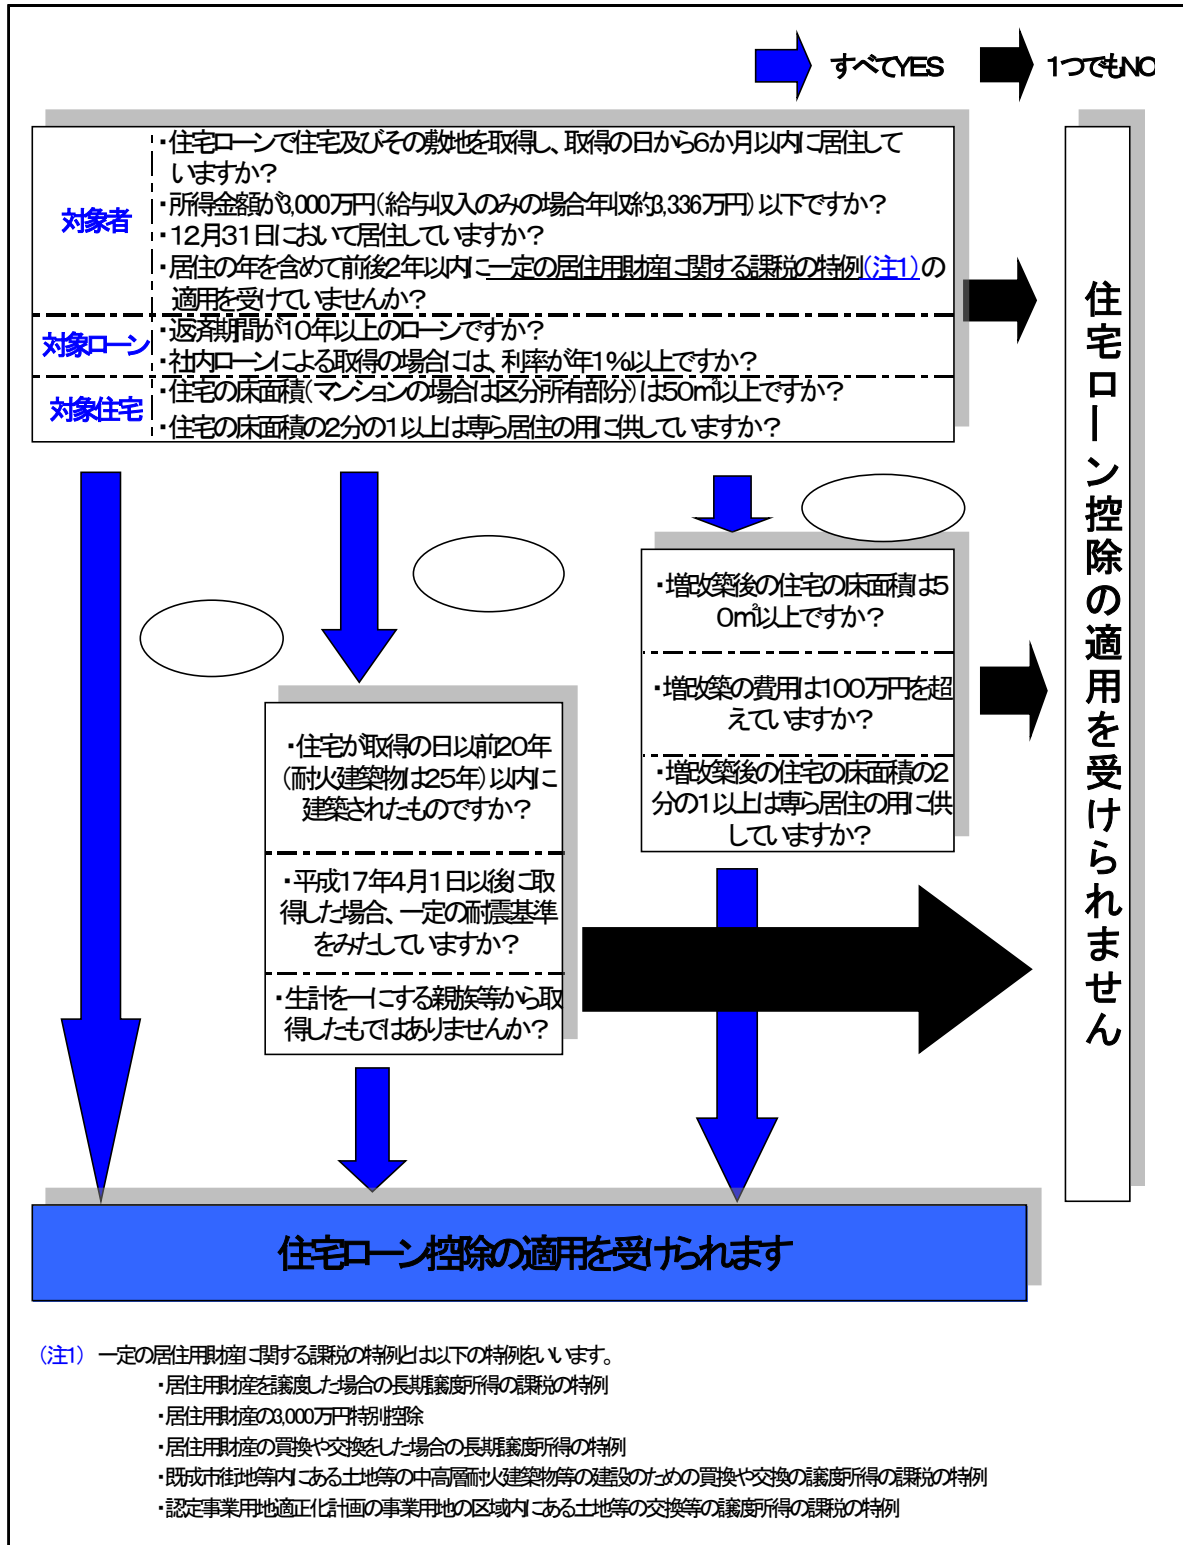 すべてYES
1つでもNO
対象者
・住宅ローンで住宅及びその敷地を取得し、取得の日から6か月以内に居住して
いますか?
・所得金額が3,000万円(給与収入のみの場合年収約3,336万円)以下ですか?
・12月31日において居住していますか?
・居住の年を含めて前後2年以内に一定の居住用財産に関する課税の特例(注1)の
適用を受けていませんか?
対象ローン
・返済期間が10年以上のローンですか?
・社内ローンによる取得の場合には、利率が年1%以上ですか?
対象住宅
・住宅の床面積(マンションの場合は区分所有部分)は50㎡以上ですか?
・住宅の床面積の2分の1以上は専ら居住の用に供していますか?
住宅ローン控除の適用を受けられません
・増改築後の住宅の床面積は5
0㎡以上ですか?
・増改築の費用は100万円を超
えていますか?
・増改築後の住宅の床面積の2
分の1以上は専ら居住の用に供
していますか?
・住宅が取得の日以前20年
(耐火建築物は25年)以内に
建築されたものですか?
・平成17年4月1日以後に取
得した場合、一定の耐震基準
をみたしていますか?
・生計を一にする親族等から取
得したもではありませんか?
住宅ローン控除の適用を受けられます
(注1) 一定の居住用財産に関する課税の特例とは以下の特例をいいます。
・居住用財産を譲渡した場合の長期譲渡所得の課税の特例
・居住用財産の3,000万円特別控除
・居住用財産の買換や交換をした場合の長期譲渡所得の特例
・既成市街地等内にある土地等の中高層耐火建築物等の建設のための買換や交換の譲渡所得の課税の特例
・認定事業用地適正化計画の事業用地の区域内にある土地等の交換等の譲渡所得の課税の特例